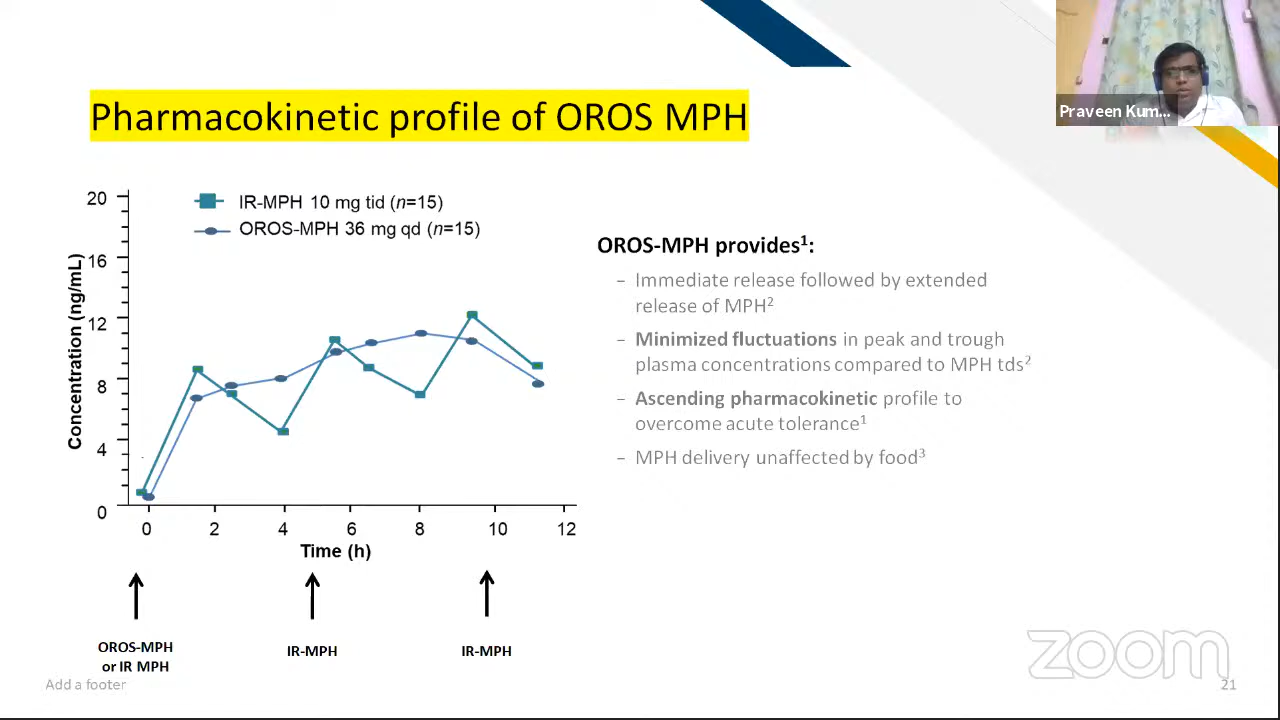 Pharmacokinetic profile of OROS MPH
Praveen Kum...
IR-MPH 10 mg tid (n=15)
OROS-MPH 36 mg qd (n=15)
20
16
12
8
4
0
Concentration (ng/mL)
0 2 4 6 8 10 12
Time (h)
OROS-MPH
or IR MPH
IR-MPH
IR-MPH
OROS-MPH provides¹:
– Immediate release followed by extended
release of MPH²
– Minimized fluctuations in peak and trough
plasma concentrations compared to MPH tds²
– Ascending pharmacokinetic profile to
overcome acute tolerance¹
– MPH delivery unaffected by food³
zoom
Add a footer
21